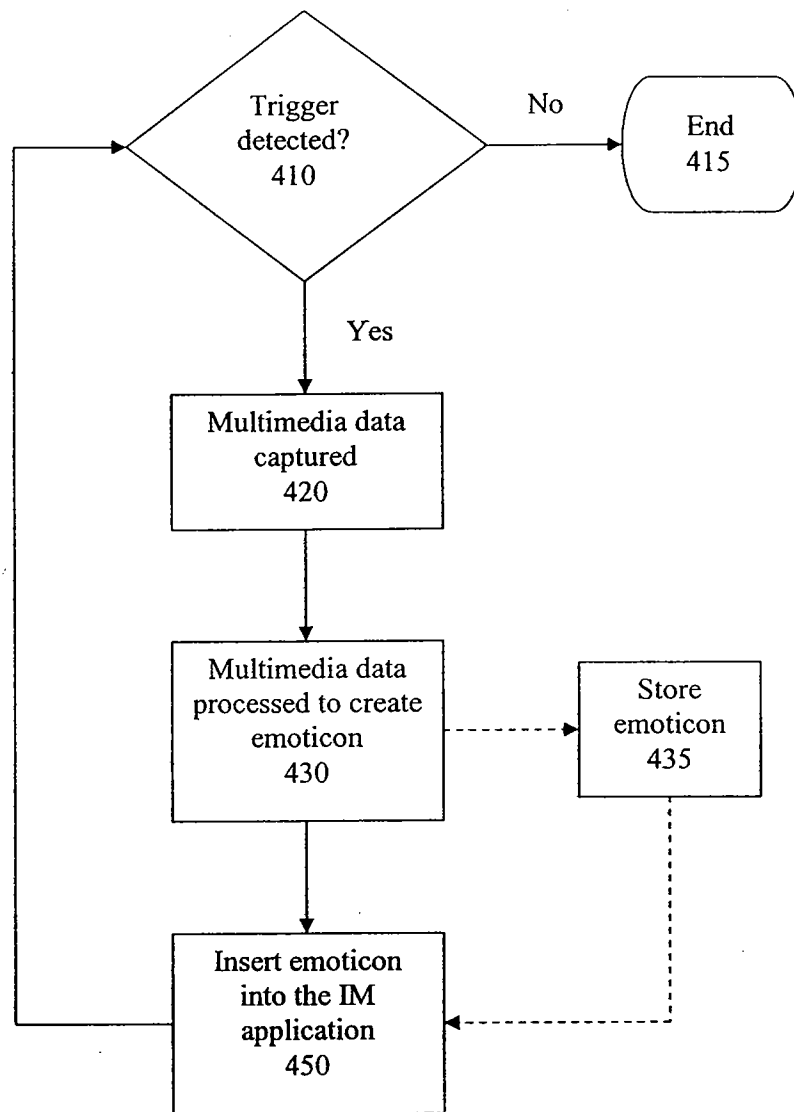 Trigger
detected?
410
No
End
415
Yes
Multimedia data
captured
420
Multimedia data
processed to create
emoticon
430
Store
emoticon
435
Insert emoticon
into the IM
application
450